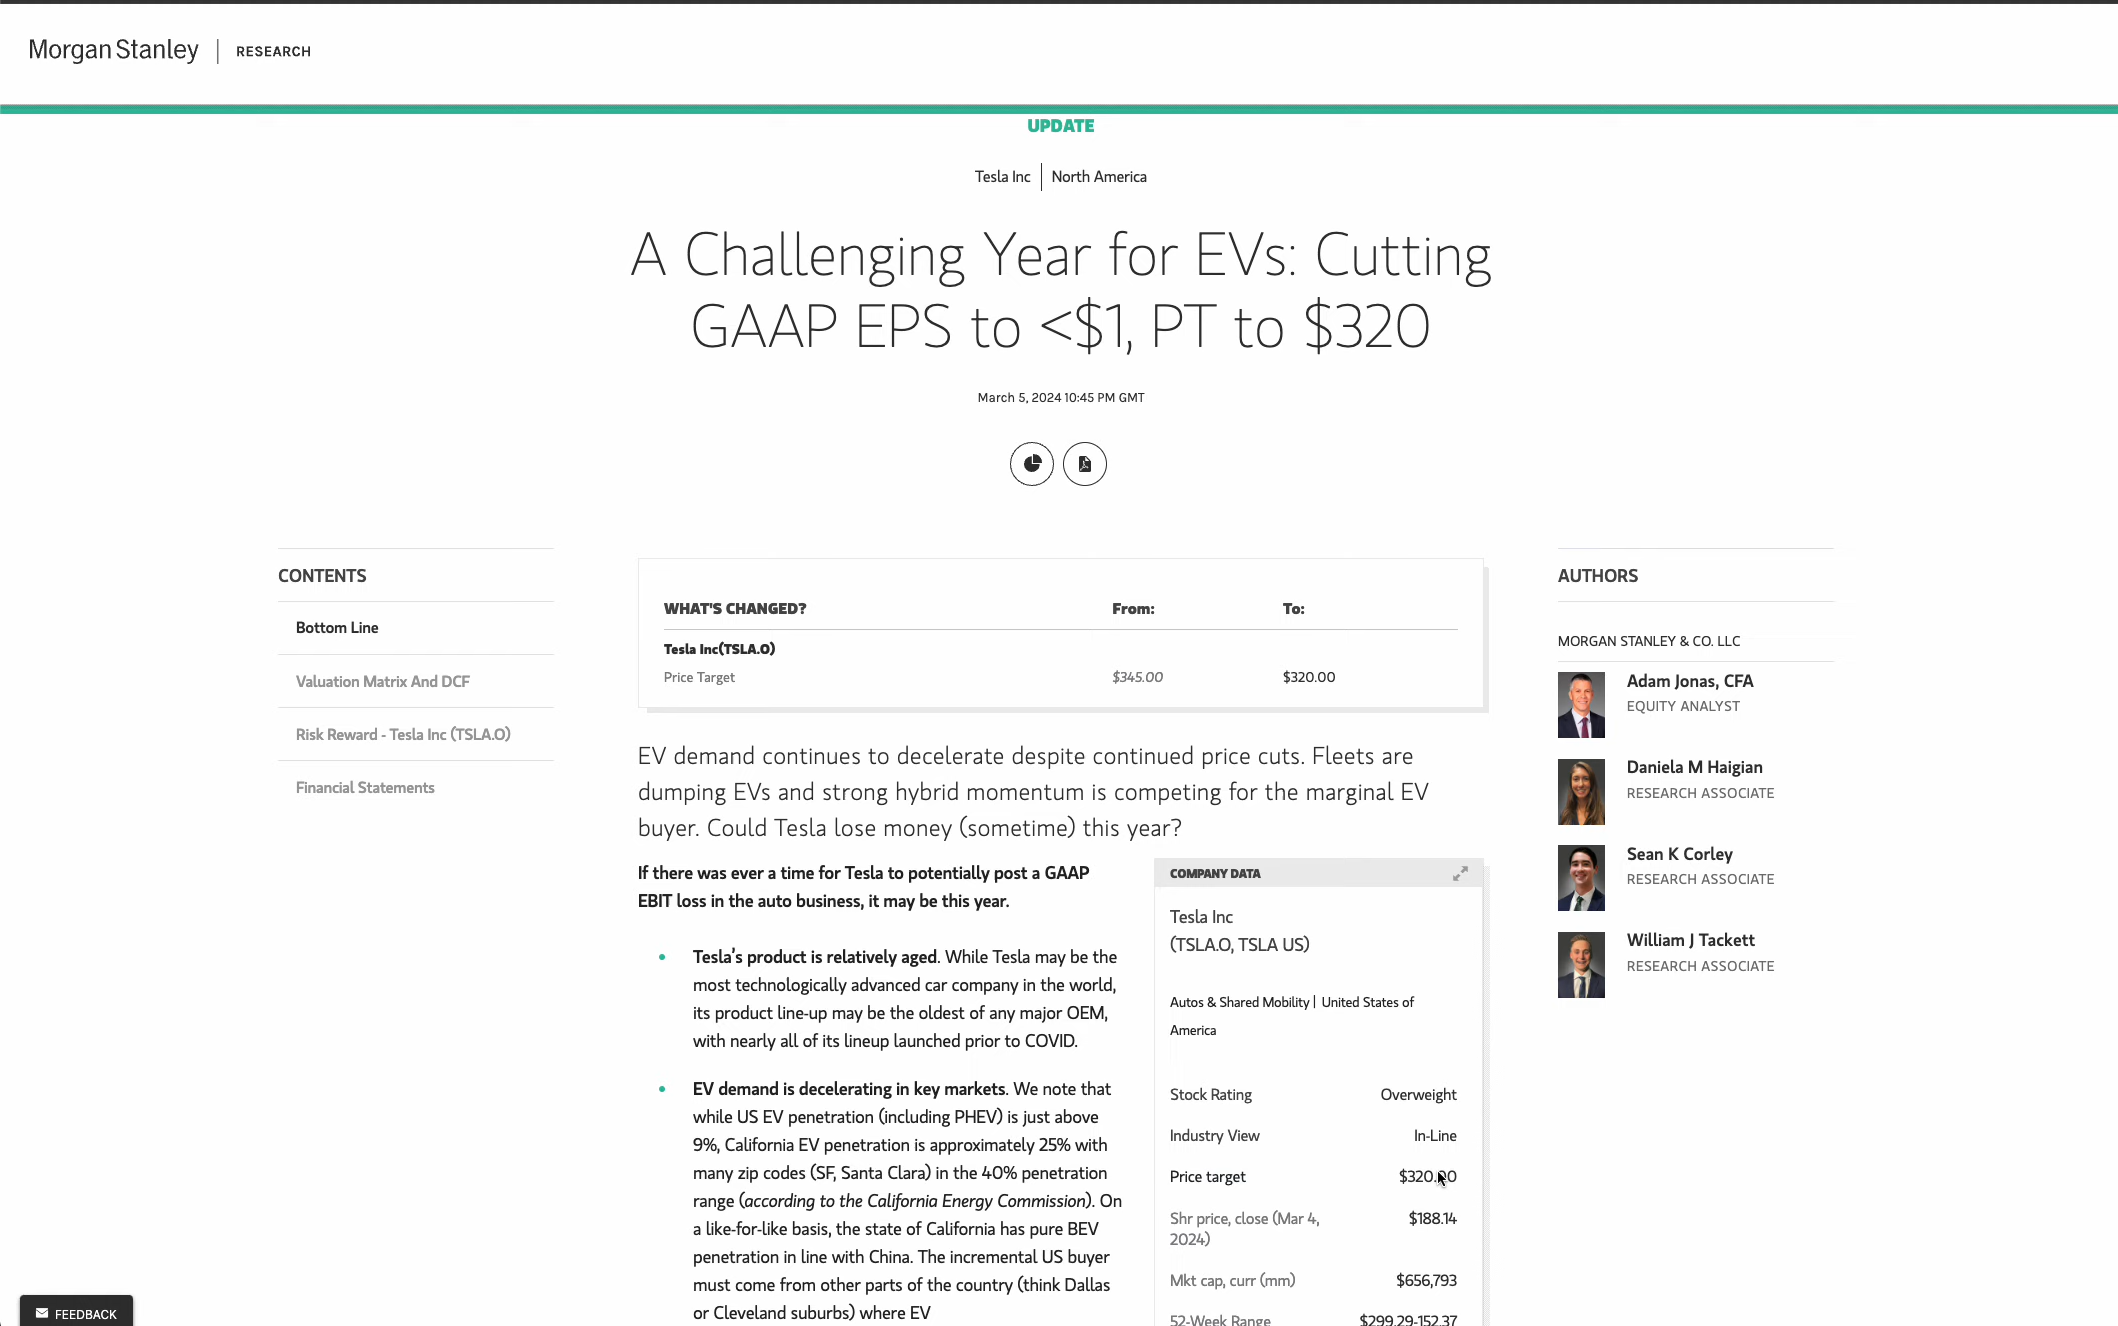 Morgan Stanley | RESEARCH
UPDATE
Tesla Inc | North America
A Challenging Year for EVs: Cutting
GAAP EPS to <$1, PT to $320
March 5, 2024 10:45 PM GMT
CONTENTS
Bottom Line
Valuation Matrix And DCF
Risk Reward - Tesla Inc (TSLA.O)
Financial Statements
WHAT'S CHANGED? From: To:
Tesla Inc(TSLA.O)
Price Target $345.00 $320.00
EV demand continues to decelerate despite continued price cuts. Fleets are
dumping EVs and strong hybrid momentum is competing for the marginal EV
buyer. Could Tesla lose money (sometime) this year?
If there was ever a time for Tesla to potentially post a GAAP
EBIT loss in the auto business, it may be this year.
• Tesla's product is relatively aged. While Tesla may be the
most technologically advanced car company in the world,
its product line-up may be the oldest of any major OEM,
with nearly all of its lineup launched prior to COVID.
• EV demand is decelerating in key markets. We note that
while US EV penetration (including PHEV) is just above
9%, California EV penetration is approximately 25% with
many zip codes (SF, Santa Clara) in the 40% penetration
range (according to the California Energy Commission). On
a like-for-like basis, the state of California has pure BEV
penetration in line with China. The incremental US buyer
must come from other parts of the country (think Dallas
or Cleveland suburbs) where EV
COMPANY DATA
Tesla Inc
(TSLA.O, TSLA US)
Autos & Shared Mobility | United States of
America
Stock Rating Overweight
Industry View In-Line
Price target $320.00
Shr price, close (Mar 4, $188.14
2024)
Mkt cap, curr (mm) $656,793
52-Week Range $299.29-152.37
AUTHORS
MORGAN STANLEY & CO. LLC
Adam Jonas, CFA
EQUITY ANALYST
Daniela M Haigian
RESEARCH ASSOCIATE
Sean K Corley
RESEARCH ASSOCIATE
William J Tackett
RESEARCH ASSOCIATE
FEEDBACK